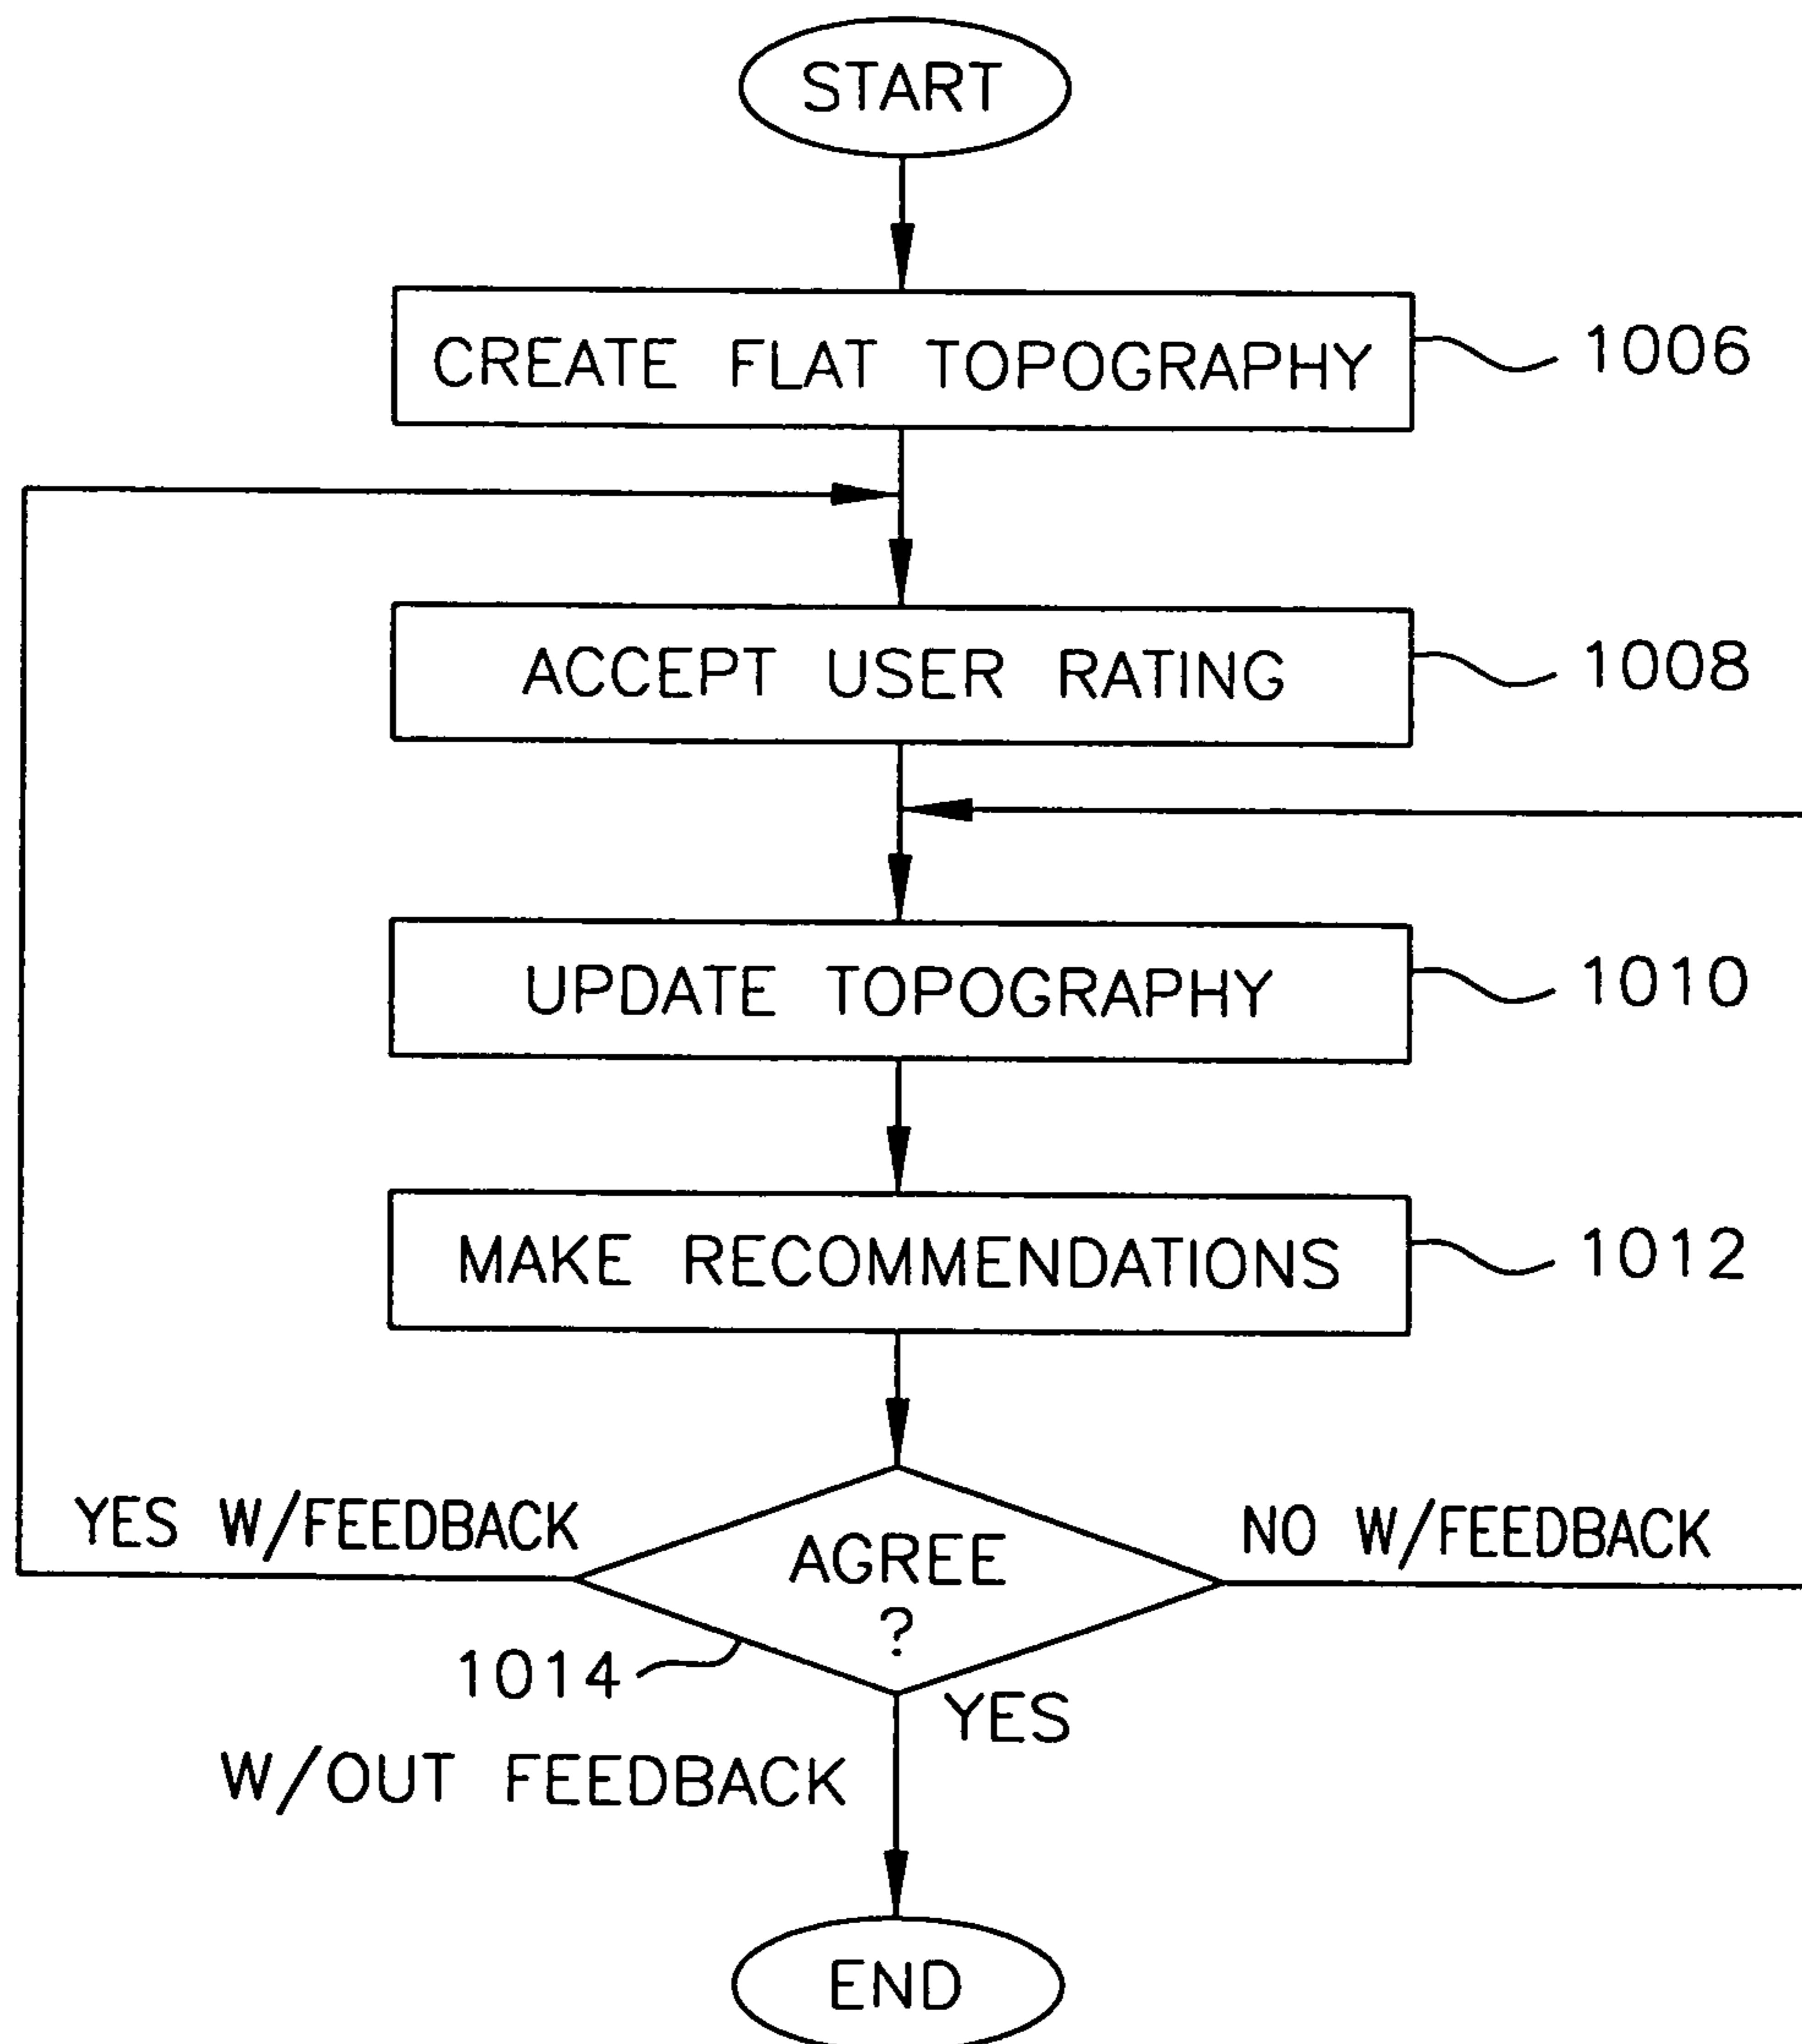 START
CREATE FLAT TOPOGRAPHY
1006
ACCEPT USER RATING
1008
UPDATE TOPOGRAPHY
1010
MAKE RECOMMENDATIONS
1012
YES W/FEEDBACK
AGREE
?
NO W/FEEDBACK
1014
YES
W/OUT FEEDBACK
END